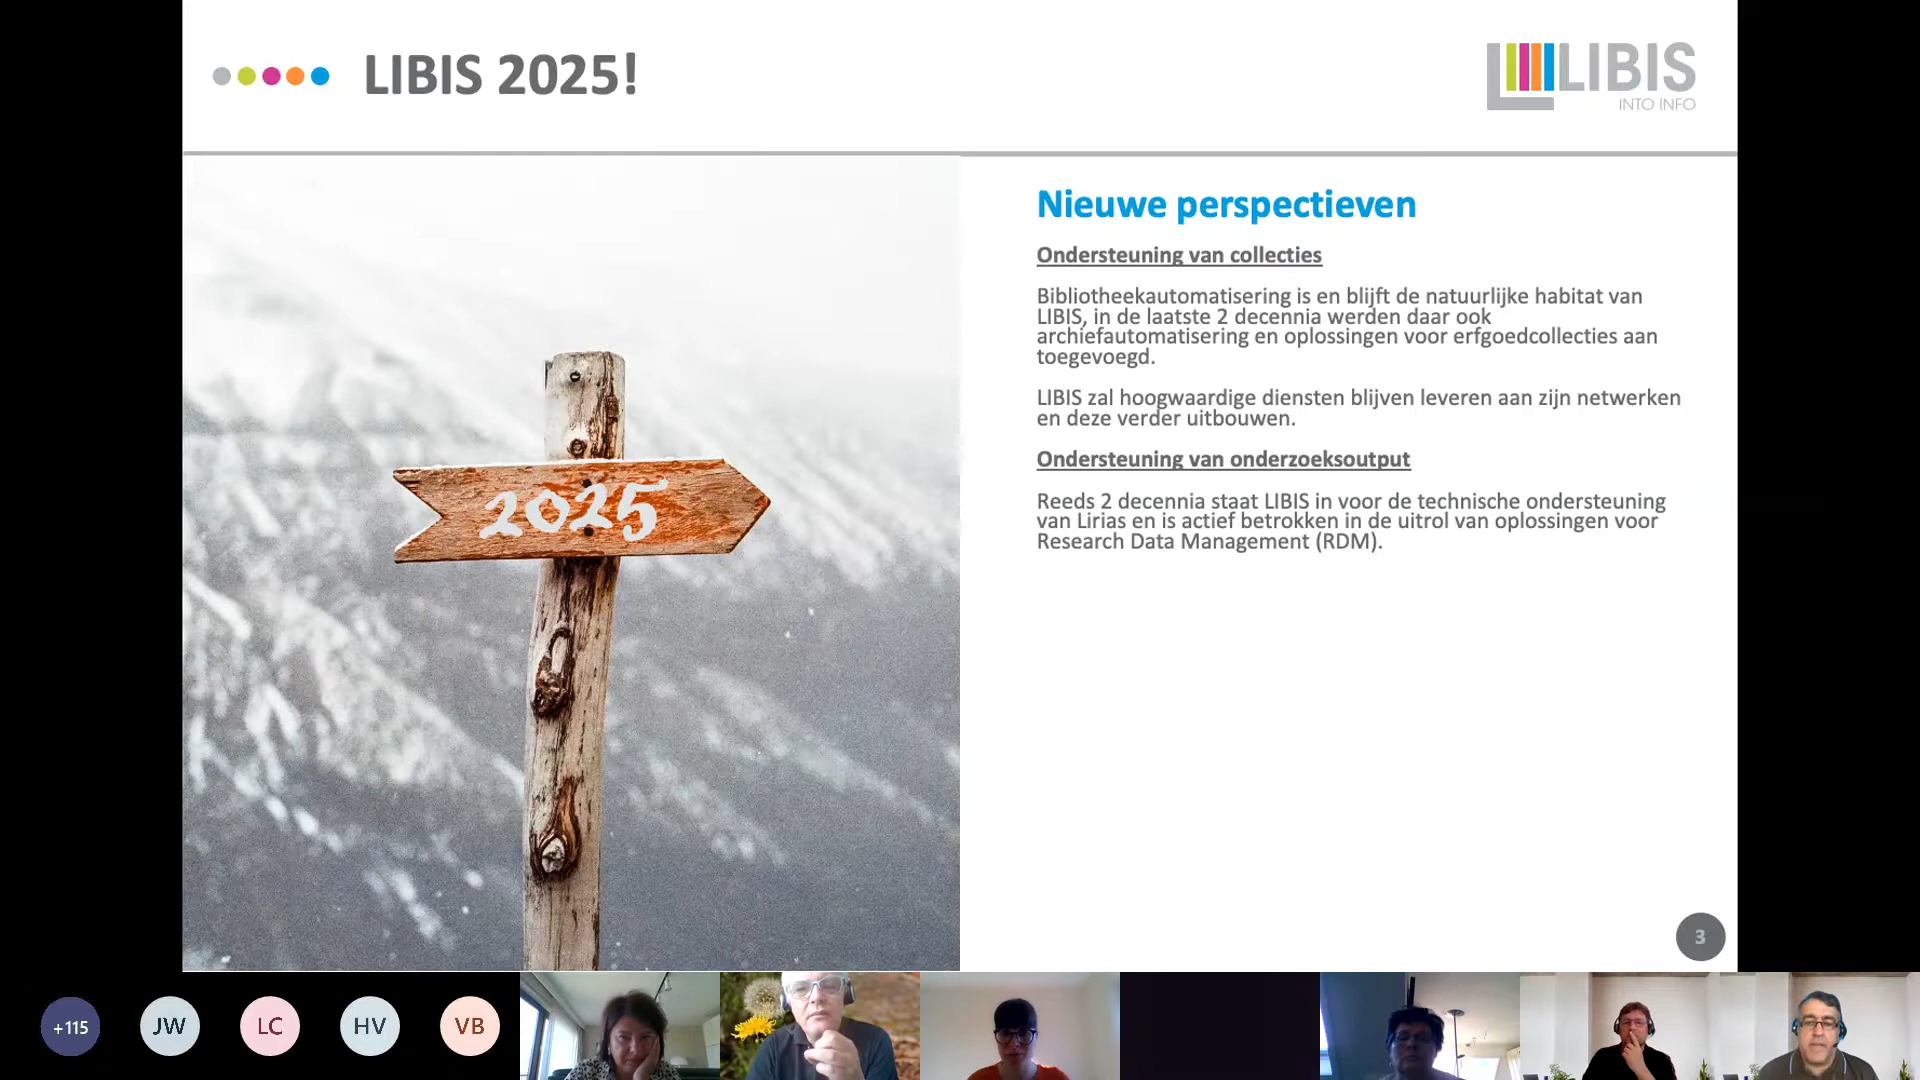 LIBIS 2025!
LIBIS
INTO INFO
2025
Nieuwe perspectieven
Ondersteuning van collecties
Bibliotheekautomatisering is en blijft de natuurlijke habitat van
LIBIS, in de laatste 2 decennia werden daar ook
archiefautomatisering en oplossingen voor erfgoedcollecties aan
toegevoegd.
LIBIS zal hoogwaardige diensten blijven leveren aan zijn netwerken
en deze verder uitbouwen.
Ondersteuning van onderzoeksoutput
Reeds 2 decennia staat LIBIS in voor de technische ondersteuning
van Lirias en is actief betrokken in de uitrol van oplossingen voor
Research Data Management (RDM).
3
+115
JW
LC
HV
VB